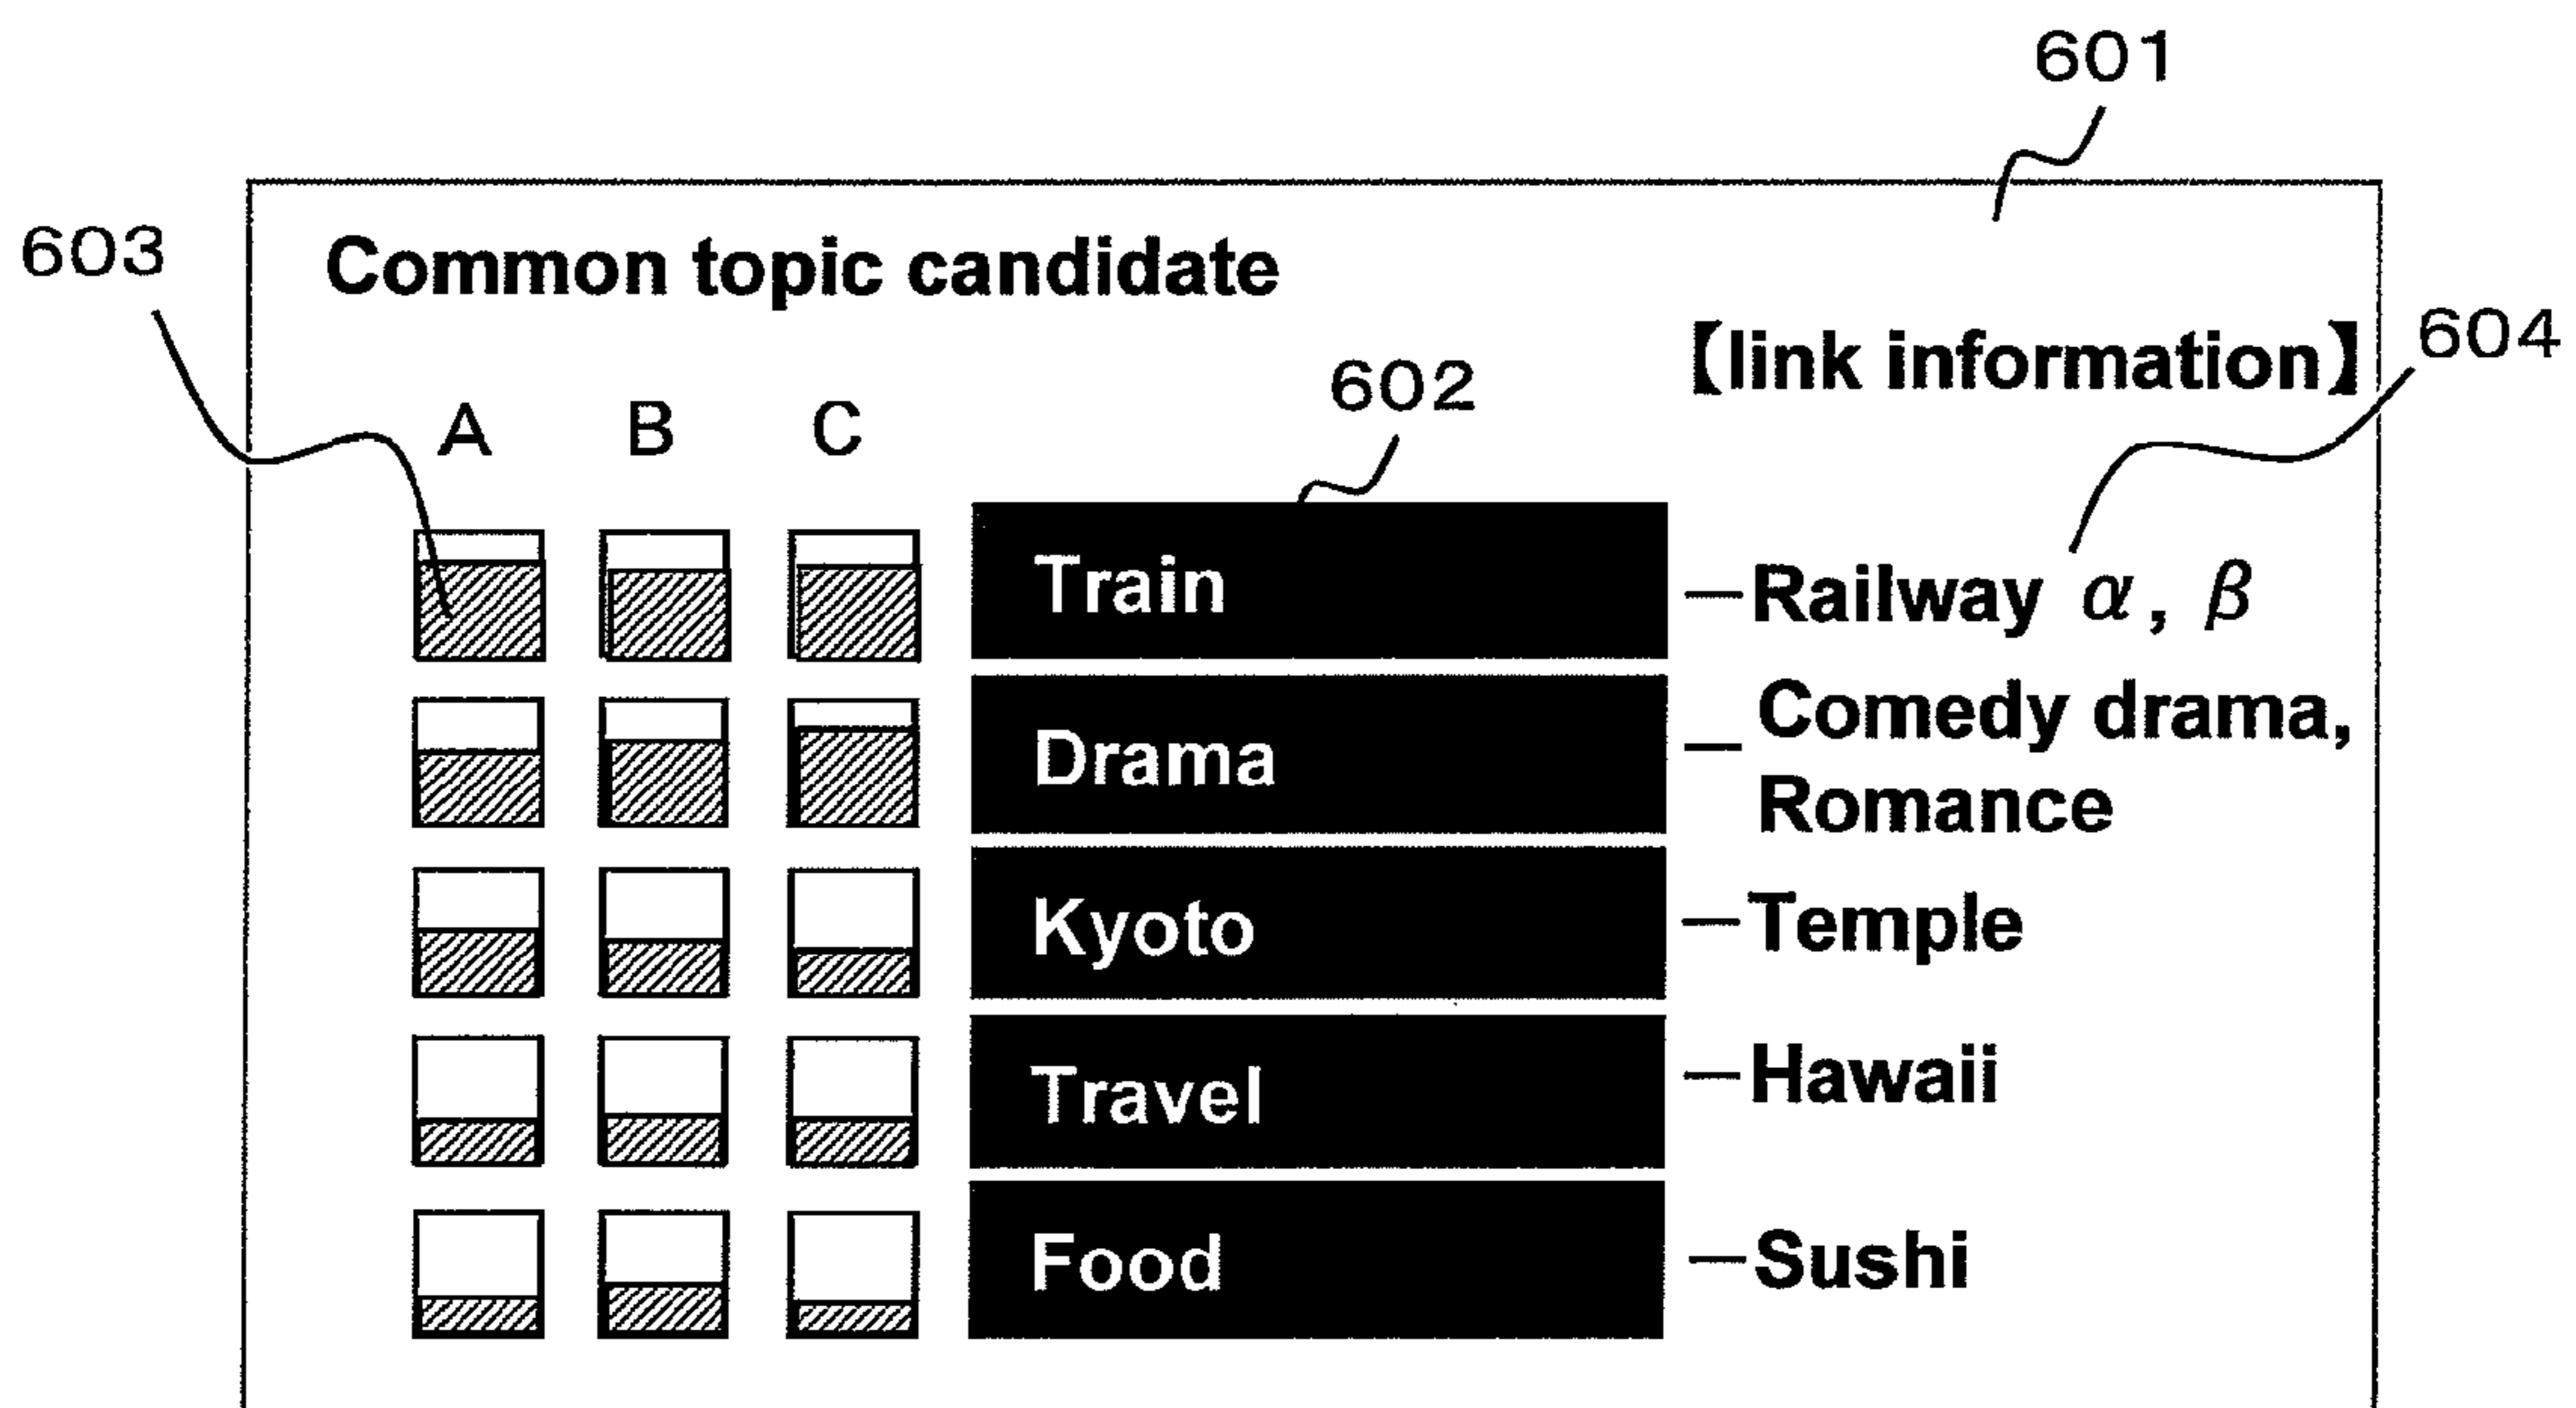 601
603
Common topic candidate
【link information】
604
602
A B C
Train
Railway α, β
Drama
Comedy drama,
Romance
Kyoto
Temple
Travel
Hawaii
Food
Sushi